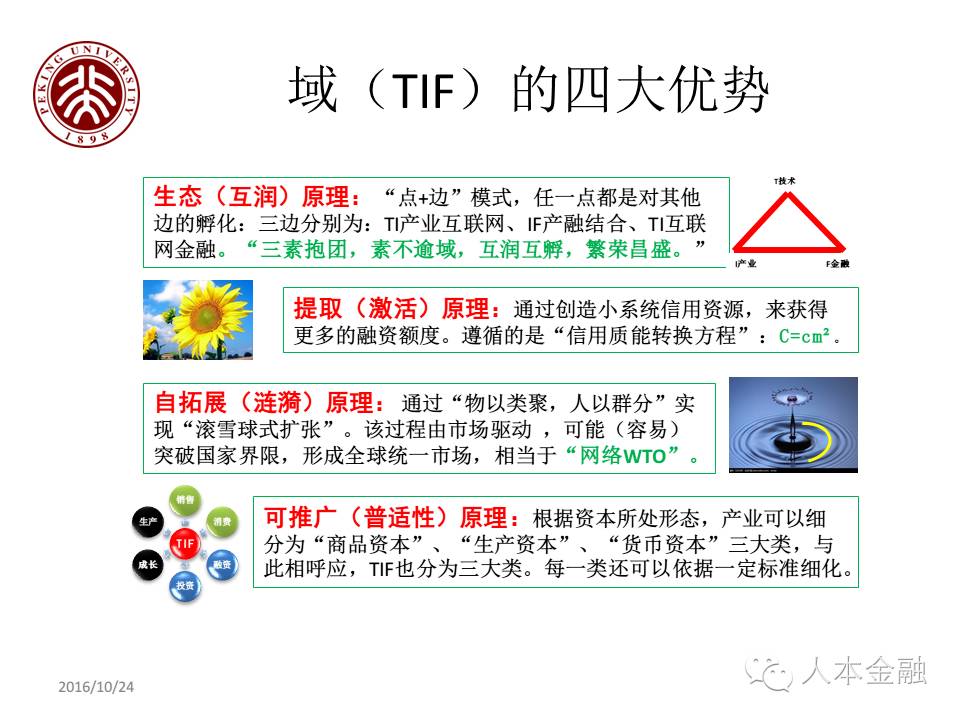 PEKING UNIVERSITY
1898
域（TIF）的四大优势
生态（互润）原理：“点+边”模式，任一点都是对其他
边的孵化：三边分别为：TI产业互联网、IF产融结合、TI互联
网金融。“三素抱团，素不逾域，互润互孵，繁荣昌盛。”
T技术
I产业
F金融
提取（激活）原理：通过创造小系统信用资源，来获得
更多的融资额度。遵循的是“信用质能转换方程”：C=cm²。
自拓展（涟漪）原理：通过“物以类聚，人以群分”实
现“滚雪球式扩张”。该过程由市场驱动 ，可能（容易）
突破国家界限，形成全球统一市场，相当于“网络WTO”。
销售
生产
消费
TIF
成长
融资
投资
可推广（普适性）原理：根据资本所处形态，产业可以细
分为“商品资本”、“生产资本”、“货币资本”三大类，与
此相呼应，TIF也分为三大类。每一类还可以依据一定标准细化。
2016/10/24
人本金融